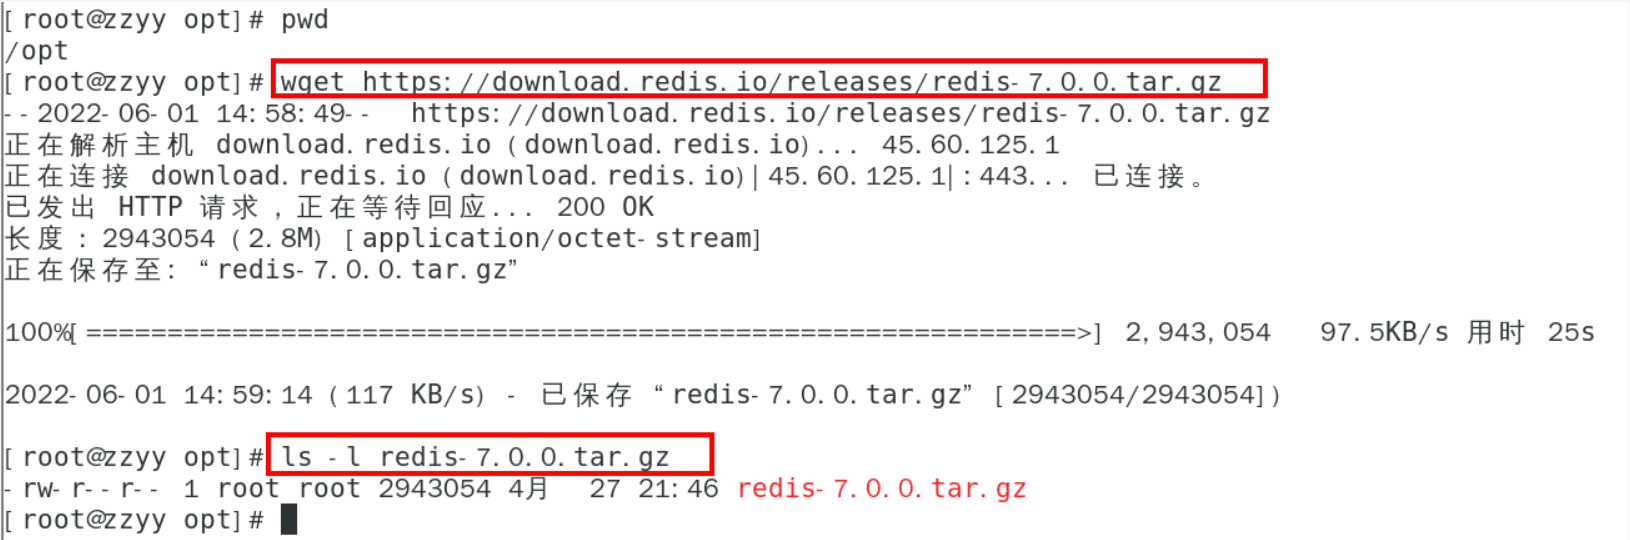 [root@zzyy opt]# pwd
/opt
[root@zzyy opt]# wget https://download.redis.io/releases/redis-7.0.0.tar.gz
--2022-06-01 14:58:49--  https://download.redis.io/releases/redis-7.0.0.tar.gz
正在解析主机 download.redis.io (download.redis.io)... 45.60.125.1
正在连接 download.redis.io (download.redis.io)|45.60.125.1|:443... 已连接。
已发出 HTTP 请求，正在等待回应... 200 OK
长度：2943054 (2.8M) [application/octet-stream]
正在保存至: “redis-7.0.0.tar.gz”
100%[=============================================================>] 2,943,054   97.5KB/s 用时 25s
2022-06-01 14:59:14 (117 KB/s) - 已保存 “redis-7.0.0.tar.gz” [2943054/2943054])
[root@zzyy opt]# ls -l redis-7.0.0.tar.gz
-rw-r--r-- 1 root root 2943054 4月  27 21:46 redis-7.0.0.tar.gz
[root@zzyy opt]#